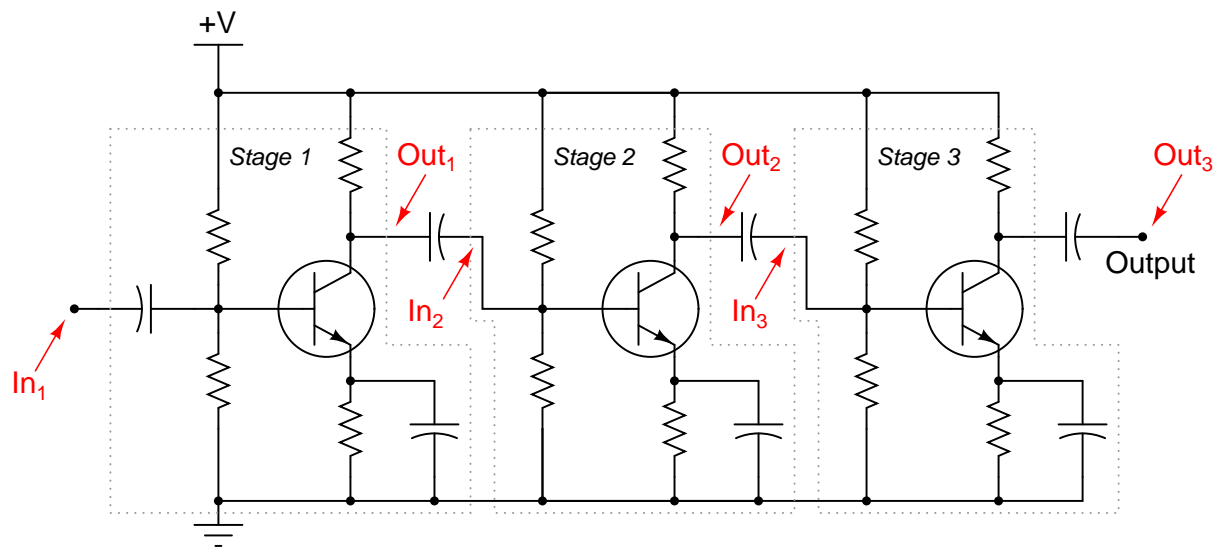 +V
Stage 1
Out₁
Stage 2
Out₂
Stage 3
Out₃
Output
In₁
In₂
In₃